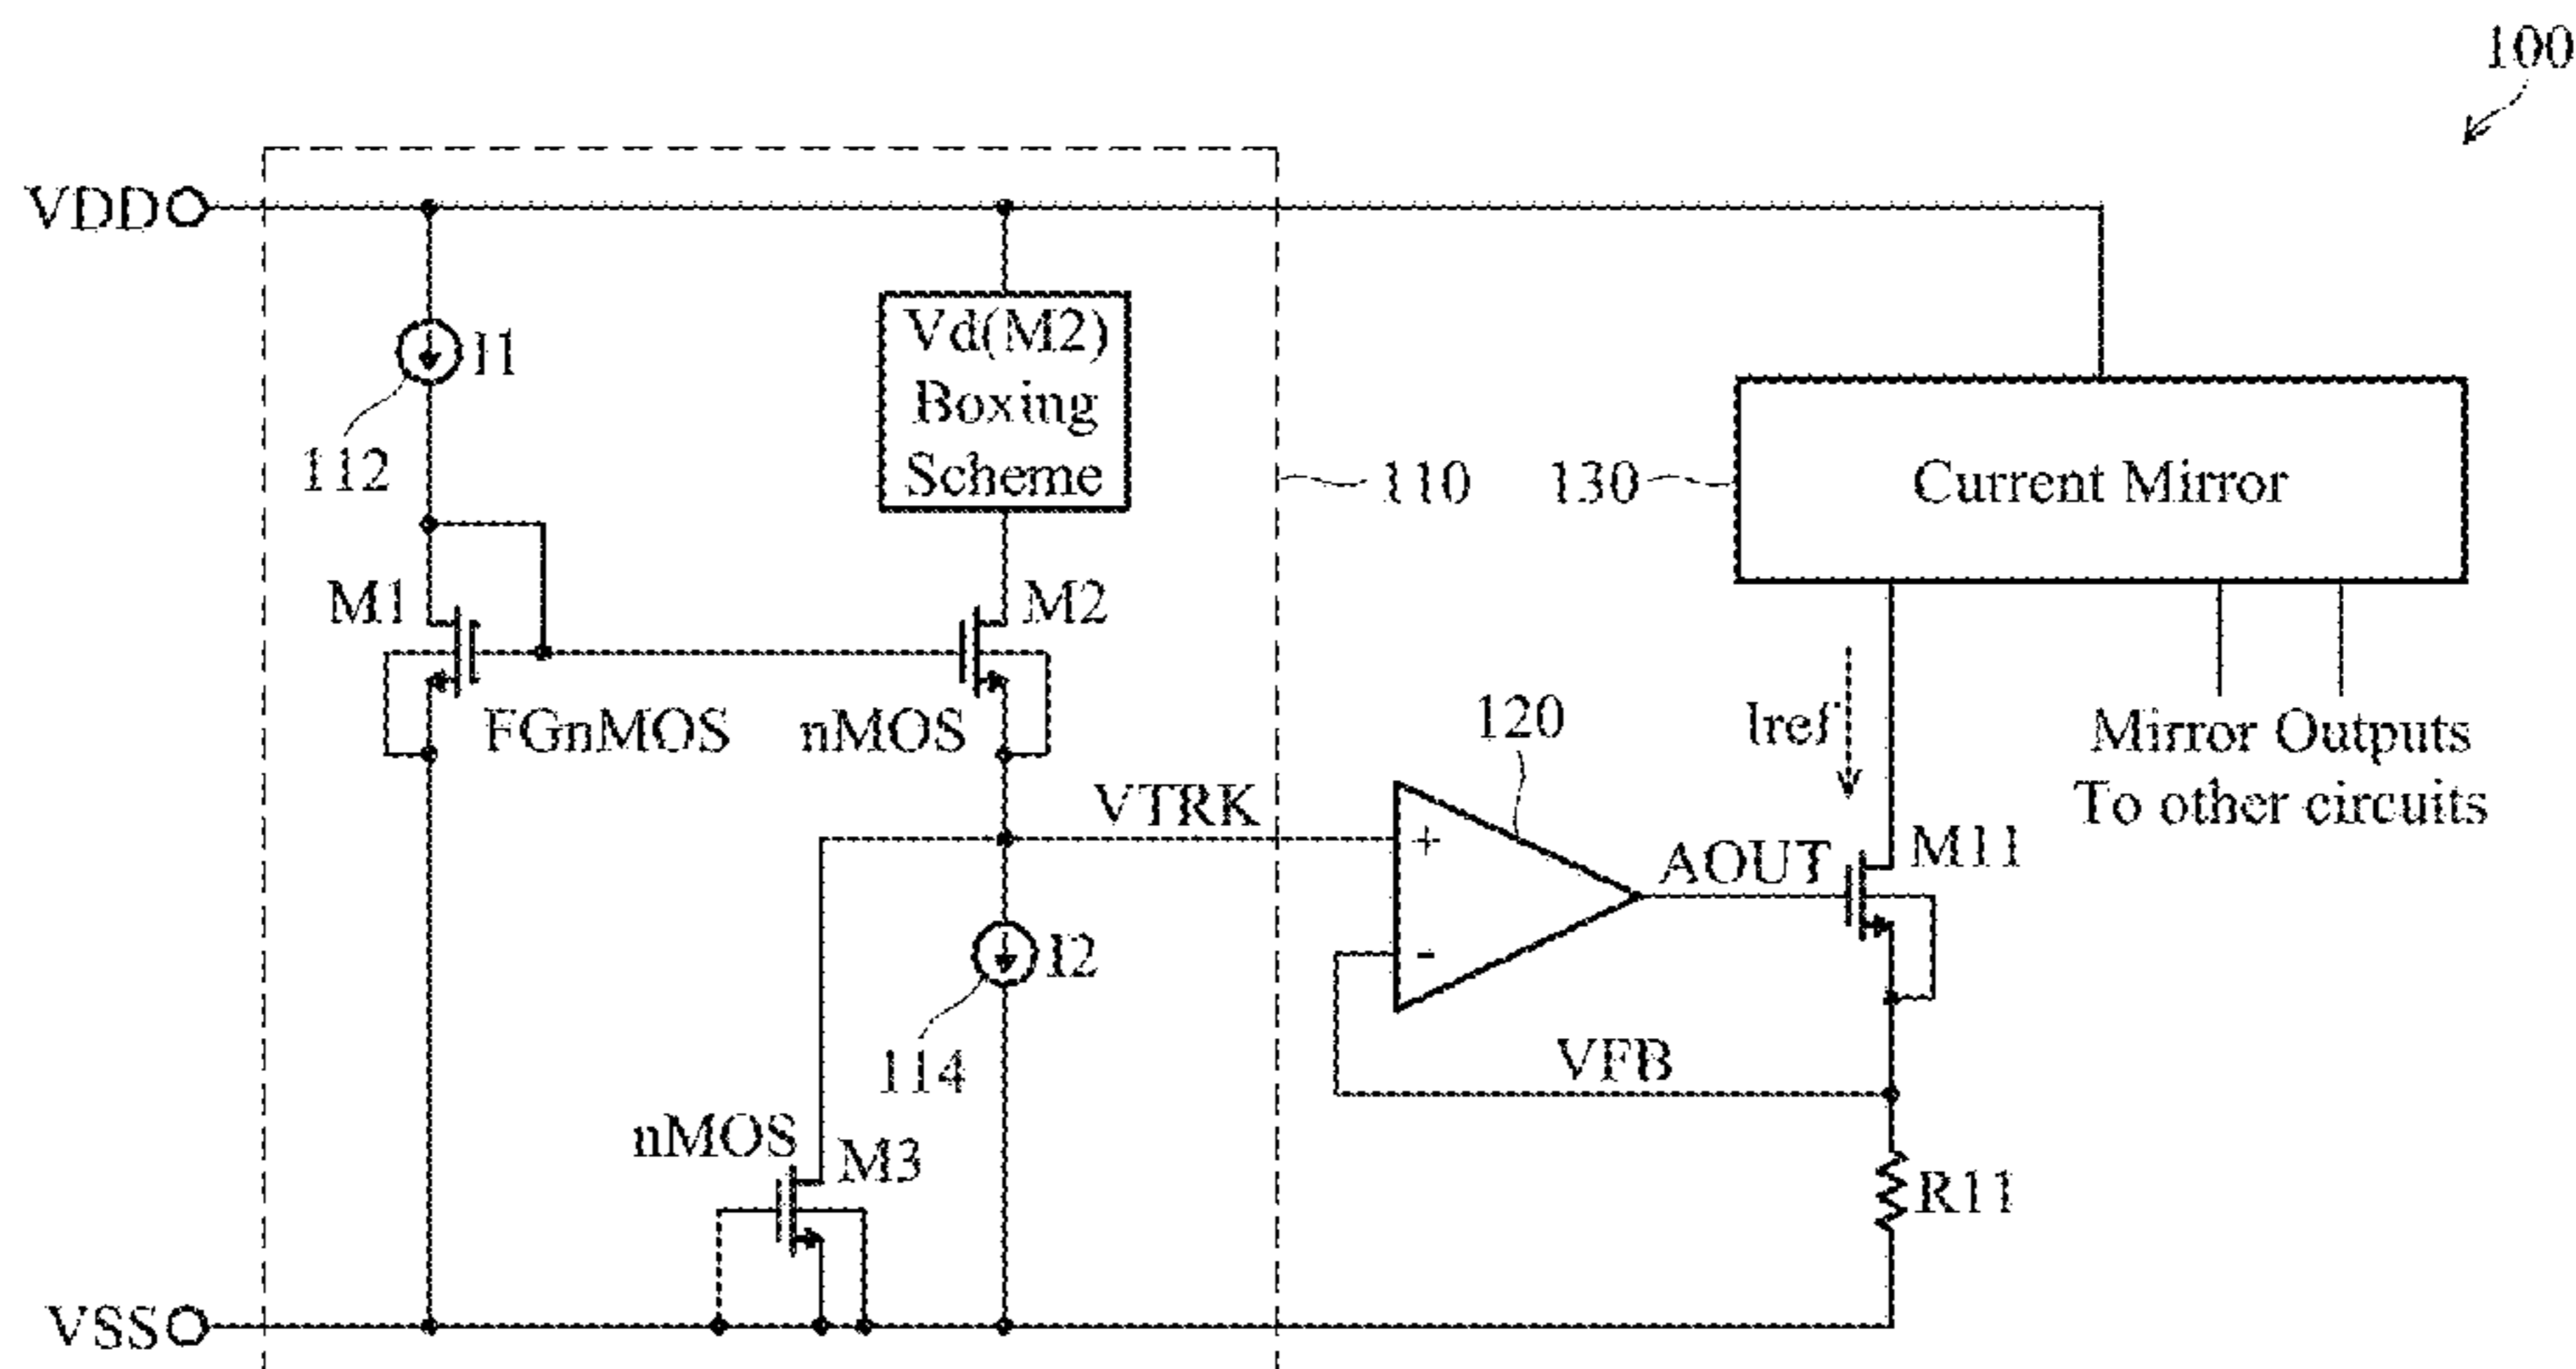 100
VDD
I1
112
Vd(M2)
Boxing
Scheme
110
130
Current Mirror
M1
M2
FGnMOS
nMOS
120
Iref
Mirror Outputs
To other circuits
VTRK
+
-
AOUT
M11
I2
114
VFB
nMOS
M3
R11
VSS